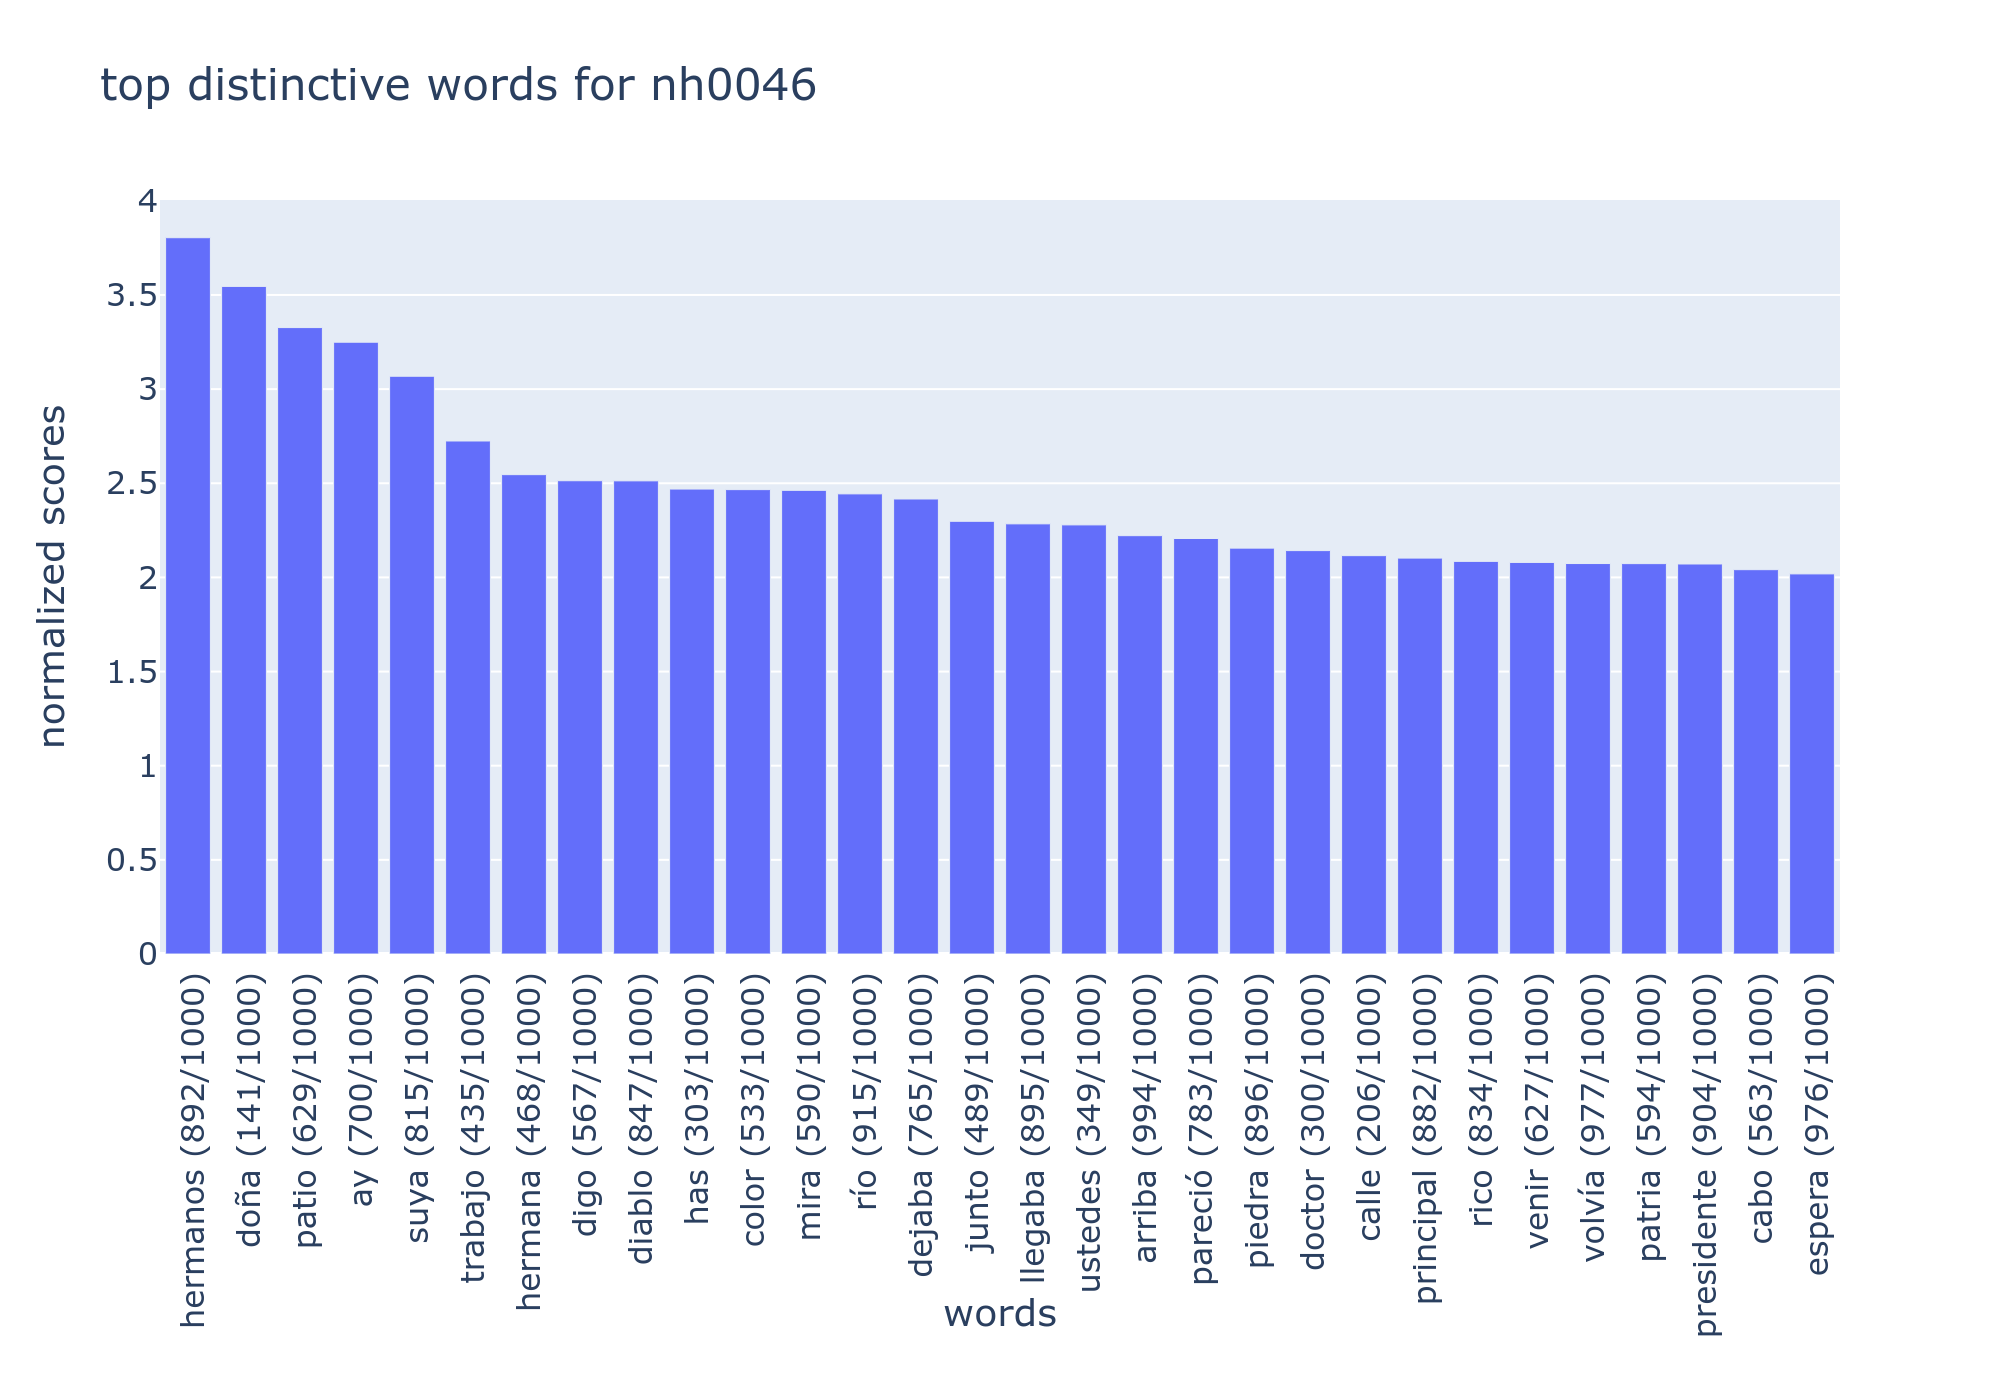 top distinctive words for nh0046
4
3.5
3
2.5
2
1.5
1
0.5
0
normalized scores
hermanos (892/1000)
doña (141/1000)
patio (629/1000)
ay (700/1000)
suya (815/1000)
trabajo (435/1000)
hermana (468/1000)
digo (567/1000)
diablo (847/1000)
has (303/1000)
color (533/1000)
mira (590/1000)
río (915/1000)
dejaba (765/1000)
junto (489/1000)
llegaba (895/1000)
ustedes (349/1000)
arriba (994/1000)
pareció (783/1000)
piedra (896/1000)
doctor (300/1000)
calle (206/1000)
principal (882/1000)
rico (834/1000)
venir (627/1000)
volvía (977/1000)
patria (594/1000)
presidente (904/1000)
cabo (563/1000)
espera (976/1000)
words